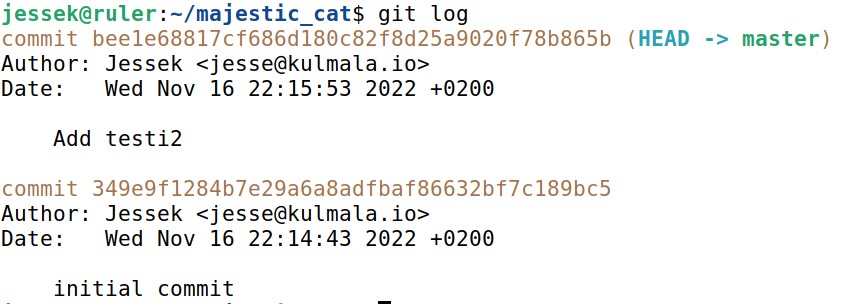 jessek@ruler:~/majestic_cat$ git log
commit bee1e68817cf686d180c82f8d25a9020f78b865b (HEAD -> master)
Author: Jessek <jesse@kulmala.io>
Date:   Wed Nov 16 22:15:53 2022 +0200
Add testi2
commit 349e9f1284b7e29a6a8adfbaf86632bf7c189bc5
Author: Jessek <jesse@kulmala.io>
Date:   Wed Nov 16 22:14:43 2022 +0200
initial commit